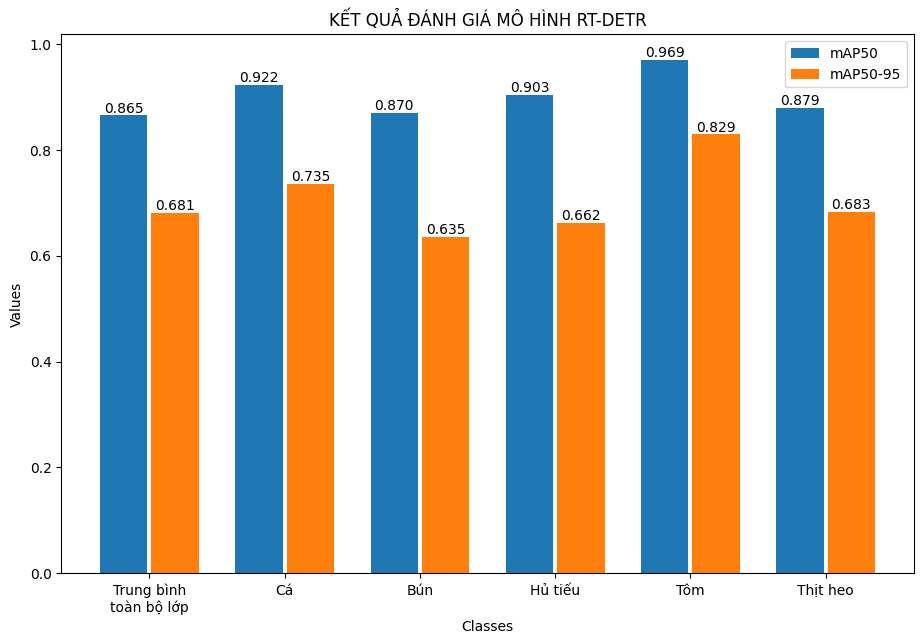 KẾT QUẢ ĐÁNH GIÁ MÔ HÌNH RT-DETR
mAP50
mAP50-95
Values
1.0
0.8
0.6
0.4
0.2
0.0
0.865
0.681
0.922
0.735
0.870
0.635
0.903
0.662
0.969
0.829
0.879
0.683
Trung bình
toàn bộ lớp
Cá
Bún
Hủ tiếu
Tôm
Thịt heo
Classes